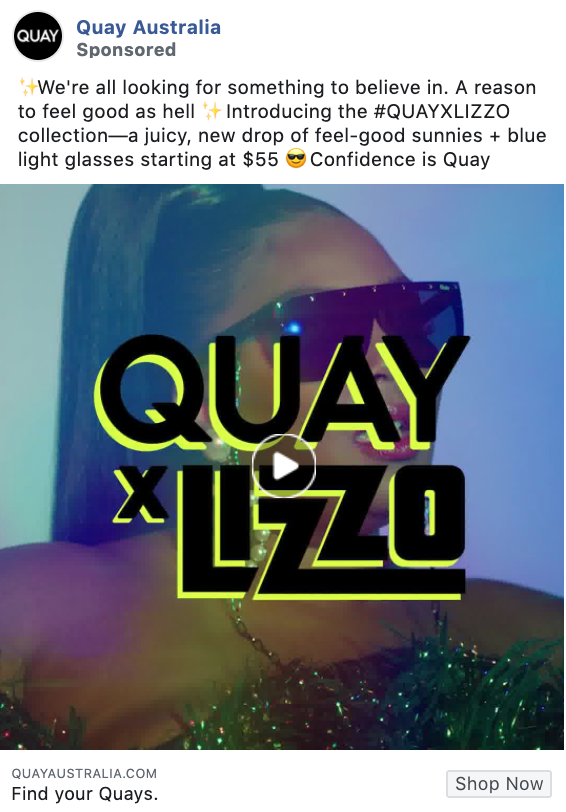 QUAY
Quay Australia
Sponsored
✨We're all looking for something to believe in. A reason
to feel good as hell ✨ Introducing the #QUAYXLIZZO
collection—a juicy, new drop of feel-good sunnies + blue
light glasses starting at $55 😎 Confidence is Quay
QUAY
X LIZZO
QUAYAUSTRALIA.COM
Find your Quays.
Shop Now